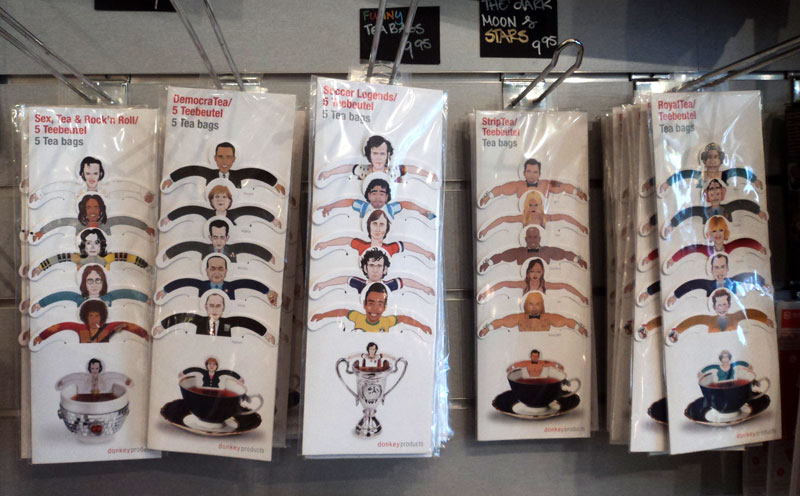 FUNNY
TEA BAGS
9.95
THE DARK
MOON &
STARS 9.95
Sex, Tea & Rock'n Roll/
5 Teebeutel
5 Tea bags
DemocraTea/
5 Teebeutel
5 Tea bags
donkeyproducts
Soccer Legends/
5 Teebeutel
5 Tea bags
donkeyproducts
StripTea/
Teebeutel
Tea bags
donkeyproducts
RoyalTea/
Teebeutel
Tea bags
donkeyproducts
donkeyproducts